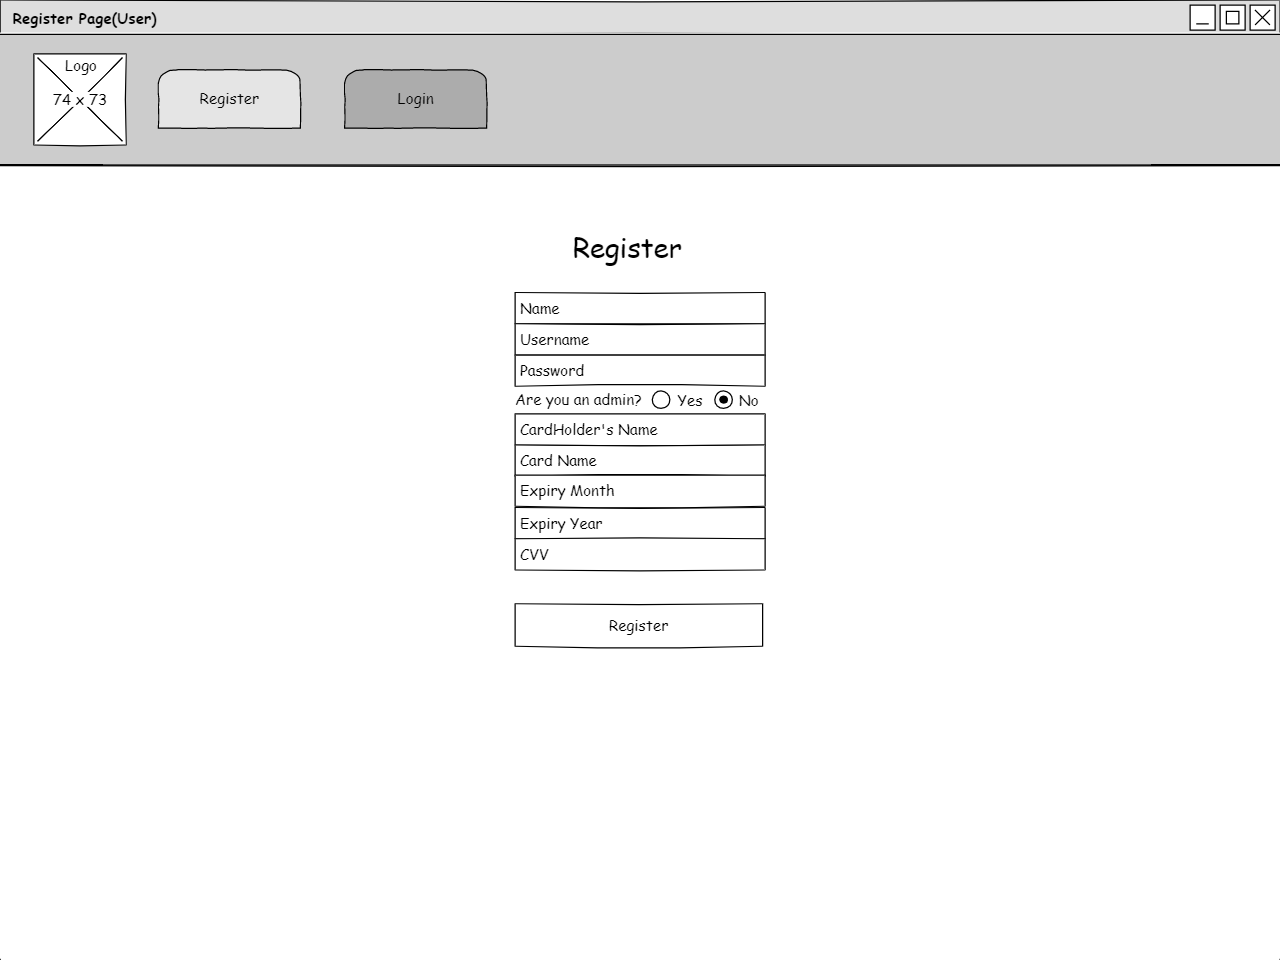 Register Page(User)
Logo
74 x 73
Register
Login
Register
Name
Username
Password
Are you an admin? Yes No
CardHolder's Name
Card Name
Expiry Month
Expiry Year
CVV
Register